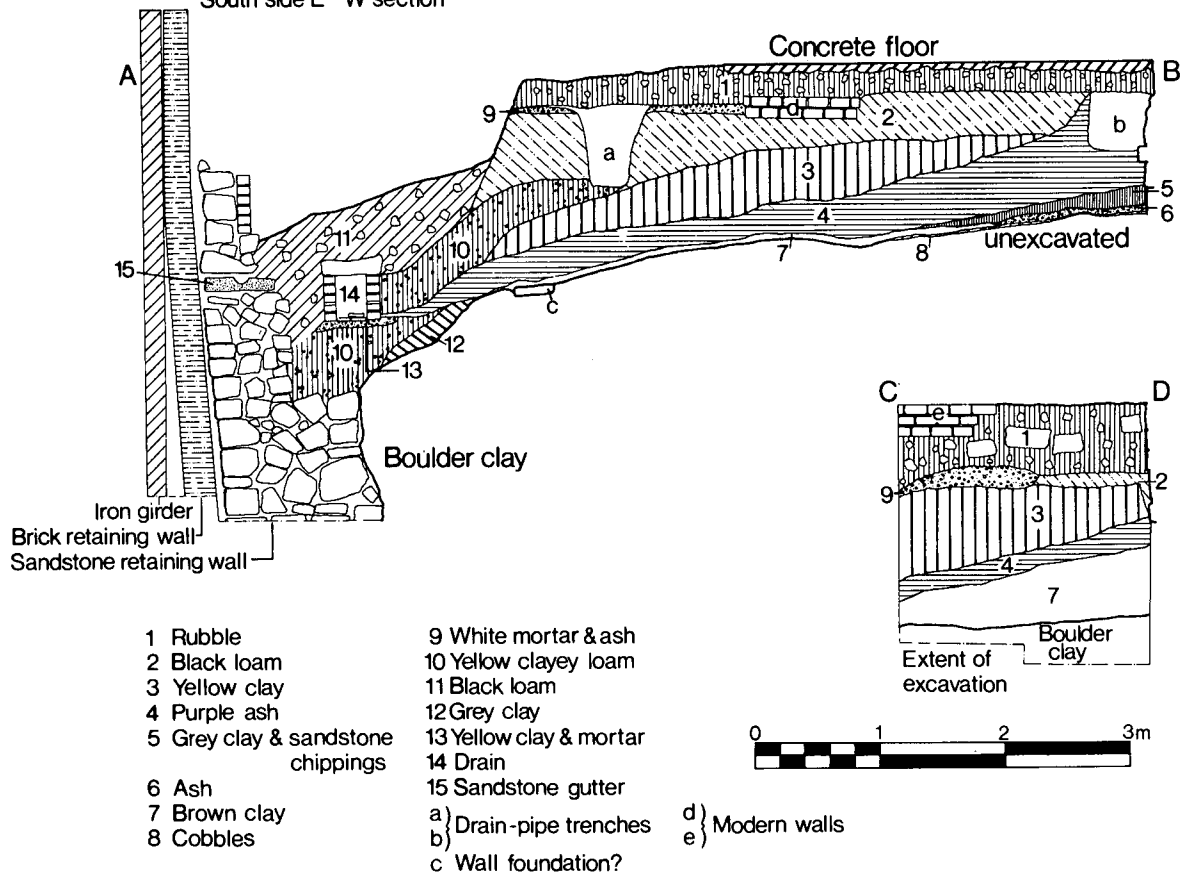 South side E - W section
Concrete floor
A
B
1
9
d
2
a
b
3
5
4
6
11
10
unexcavated
7
8
15
14
c
12
10
13
C
D
e
Boulder clay
1
9
2
3
Iron girder
Brick retaining wall
Sandstone retaining wall
4
7
Boulder
clay
Extent of
excavation
1 Rubble
2 Black loam
3 Yellow clay
4 Purple ash
5 Grey clay & sandstone
chippings
6 Ash
7 Brown clay
8 Cobbles
9 White mortar & ash
10 Yellow clayey loam
11 Black loam
12 Grey clay
13 Yellow clay & mortar
14 Drain
15 Sandstone gutter
a) Drain-pipe trenches
b)
c Wall foundation?
d } Modern walls
e
0 1 2 3m